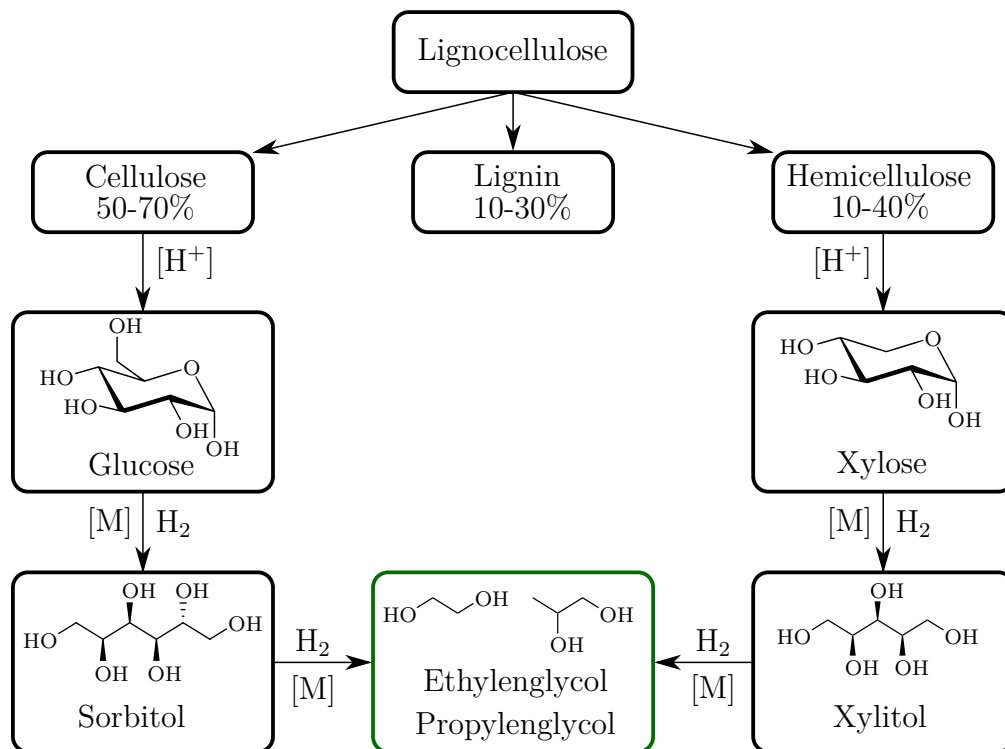 Lignocellulose
Cellulose
50-70%
Lignin
10-30%
Hemicellulose
10-40%
[H⁺]
[H⁺]
OH
HO
O
HO
OH
OH
Glucose
HO
O
HO
OH
OH
Xylose
[M] H₂
[M] H₂
OH
OH
HO
OH
OH
OH
Sorbitol
H₂
[M]
HO
OH
OH
OH
Ethylenglycol
Propylenglycol
H₂
[M]
OH
HO
OH
OH
OH
Xylitol